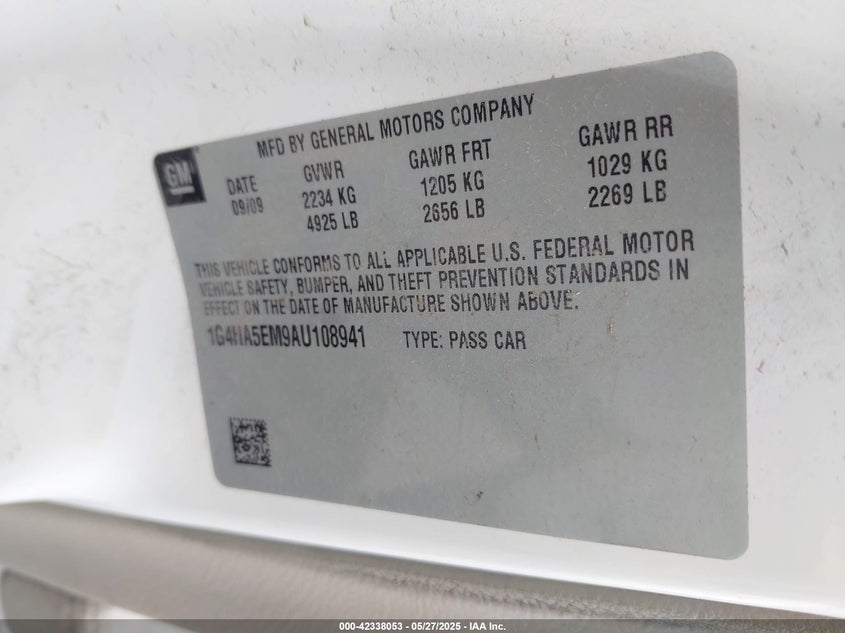 MFD BY GENERAL MOTORS COMPANY
GM
DATE GVWR GAWR FRT GAWR RR
09/09 2234 KG 1205 KG 1029 KG
4925 LB 2656 LB 2269 LB
THIS VEHICLE CONFORMS TO ALL APPLICABLE U.S. FEDERAL MOTOR
VEHICLE SAFETY, BUMPER, AND THEFT PREVENTION STANDARDS IN
EFFECT ON THE DATE OF MANUFACTURE SHOWN ABOVE.
1G4HA5EM9AU108941 TYPE: PASS CAR
000-42338053 — 05/27/2025 — IAA Inc.